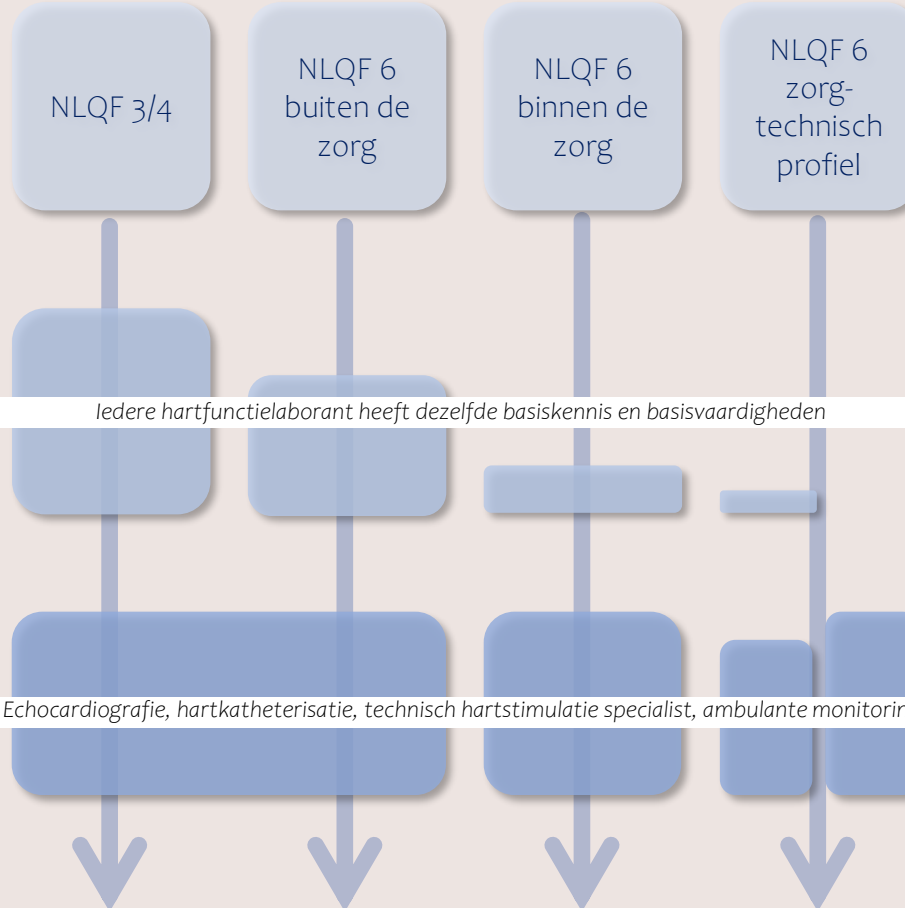 NLQF 3/4
NLQF 6
buiten de
zorg
NLQF 6
binnen de
zorg
NLQF 6
zorg-
technisch
profiel
Iedere hartfunctielaborant heeft dezelfde basiskennis en basisvaardigheden
Echocardiografie, hartkatheterisatie, technisch hartstimulatie specialist, ambulante